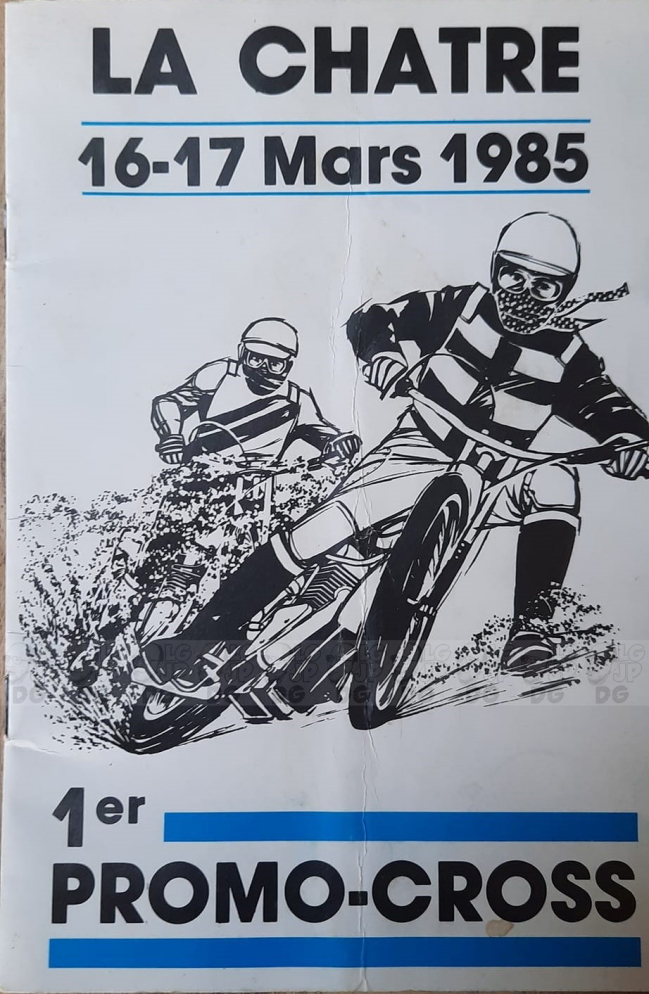 LA CHATRE
16-17 Mars 1985
1er
PROMO-CROSS